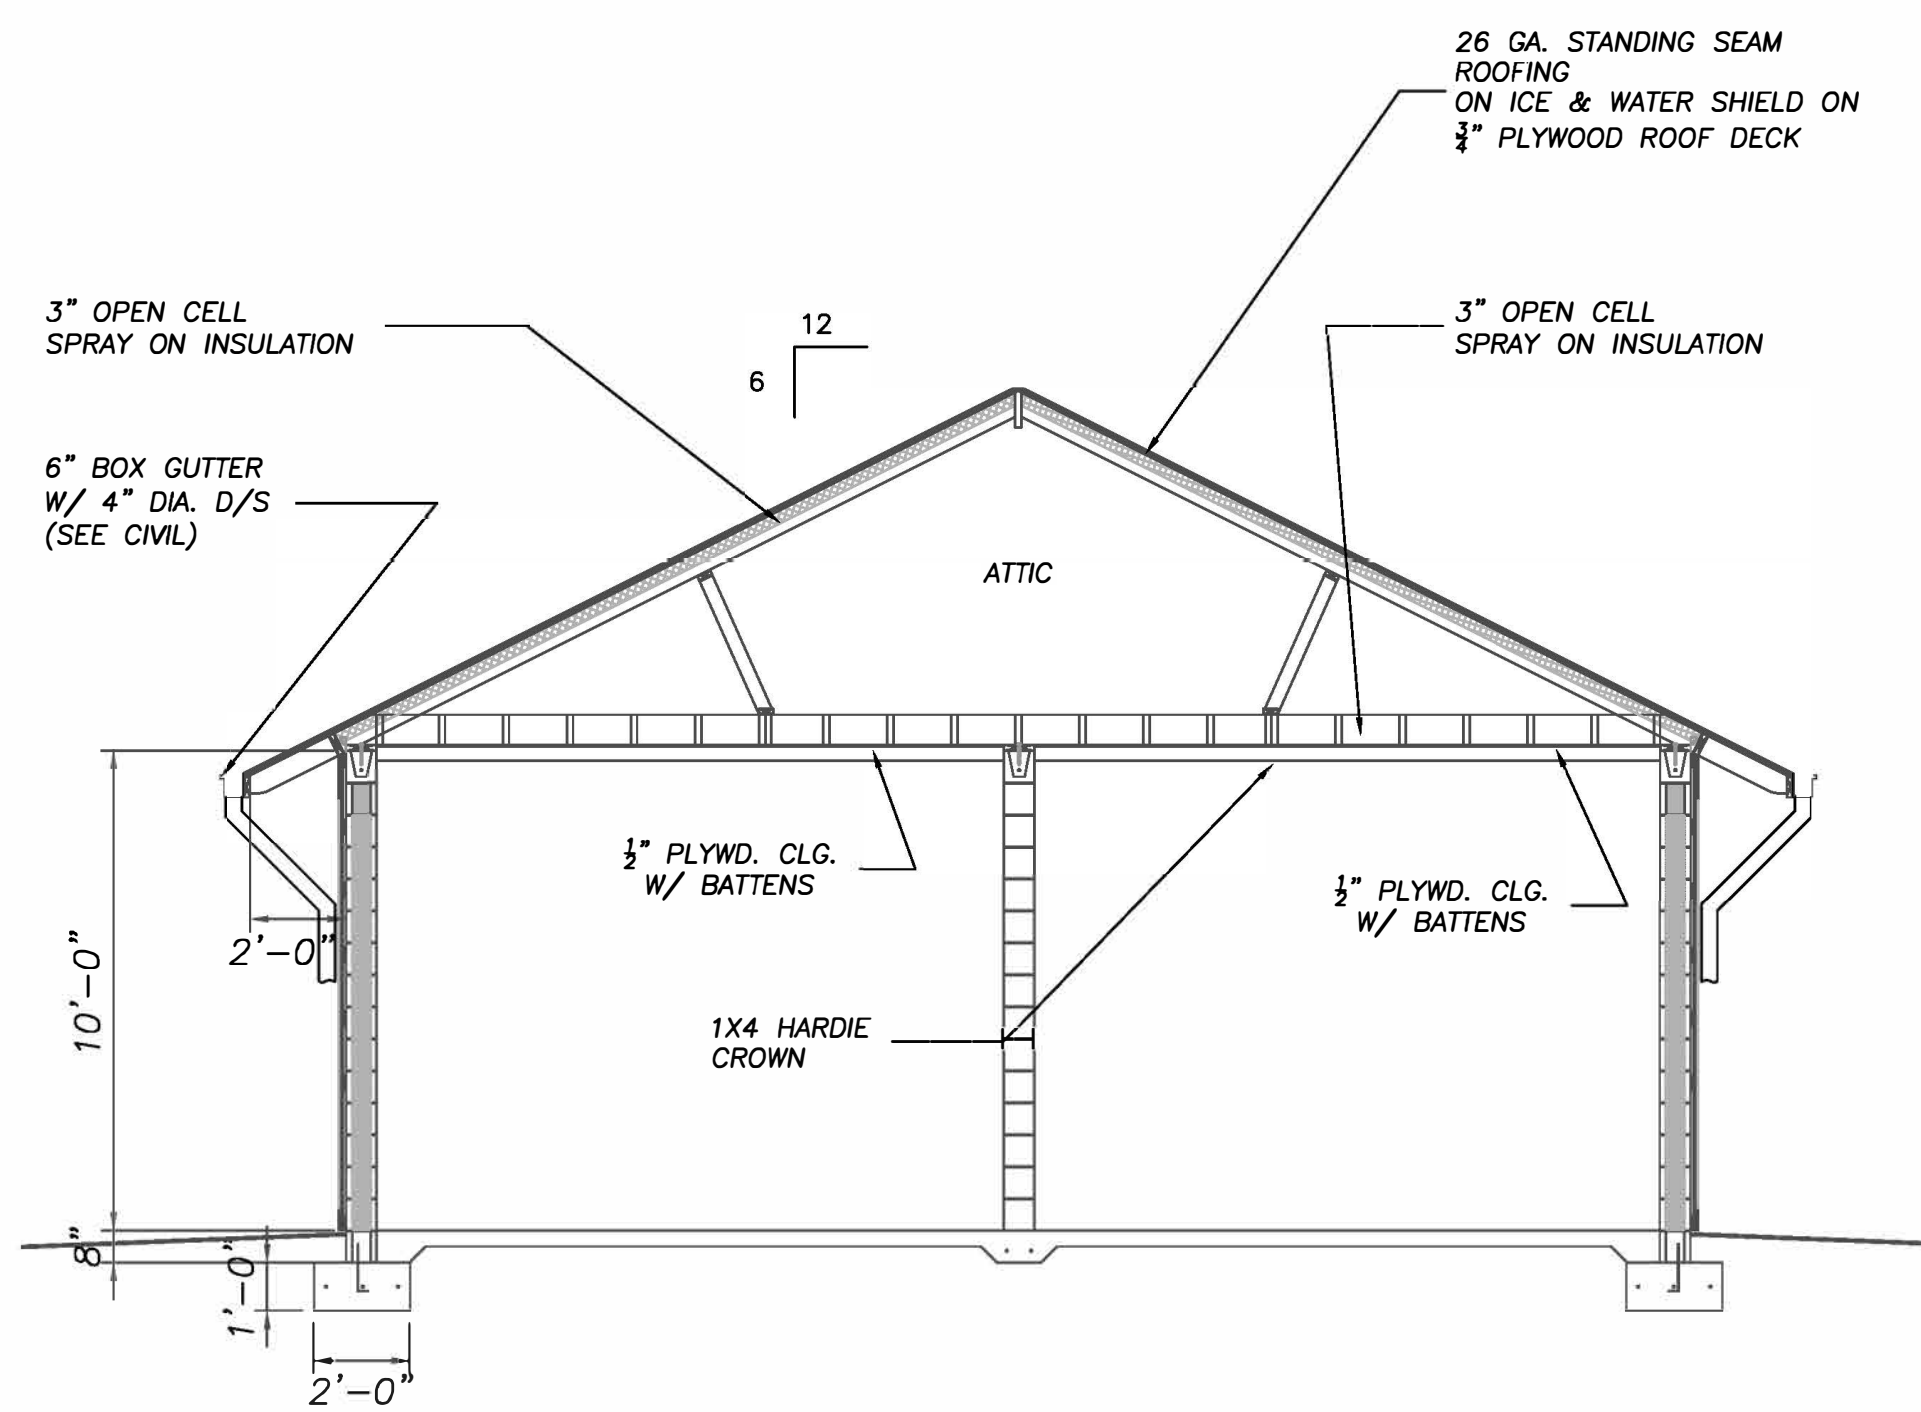 26 GA. STANDING SEAM
ROOFING
ON ICE & WATER SHIELD ON
¾" PLYWOOD ROOF DECK
3" OPEN CELL
SPRAY ON INSULATION
12
6
3" OPEN CELL
SPRAY ON INSULATION
6" BOX GUTTER
W/ 4" DIA. D/S
(SEE CIVIL)
ATTIC
½" PLYWD. CLG.
W/ BATTENS
½" PLYWD. CLG.
W/ BATTENS
2'-0"
10'-0"
1X4 HARDIE
CROWN
8"
1'-0"
2'-0"